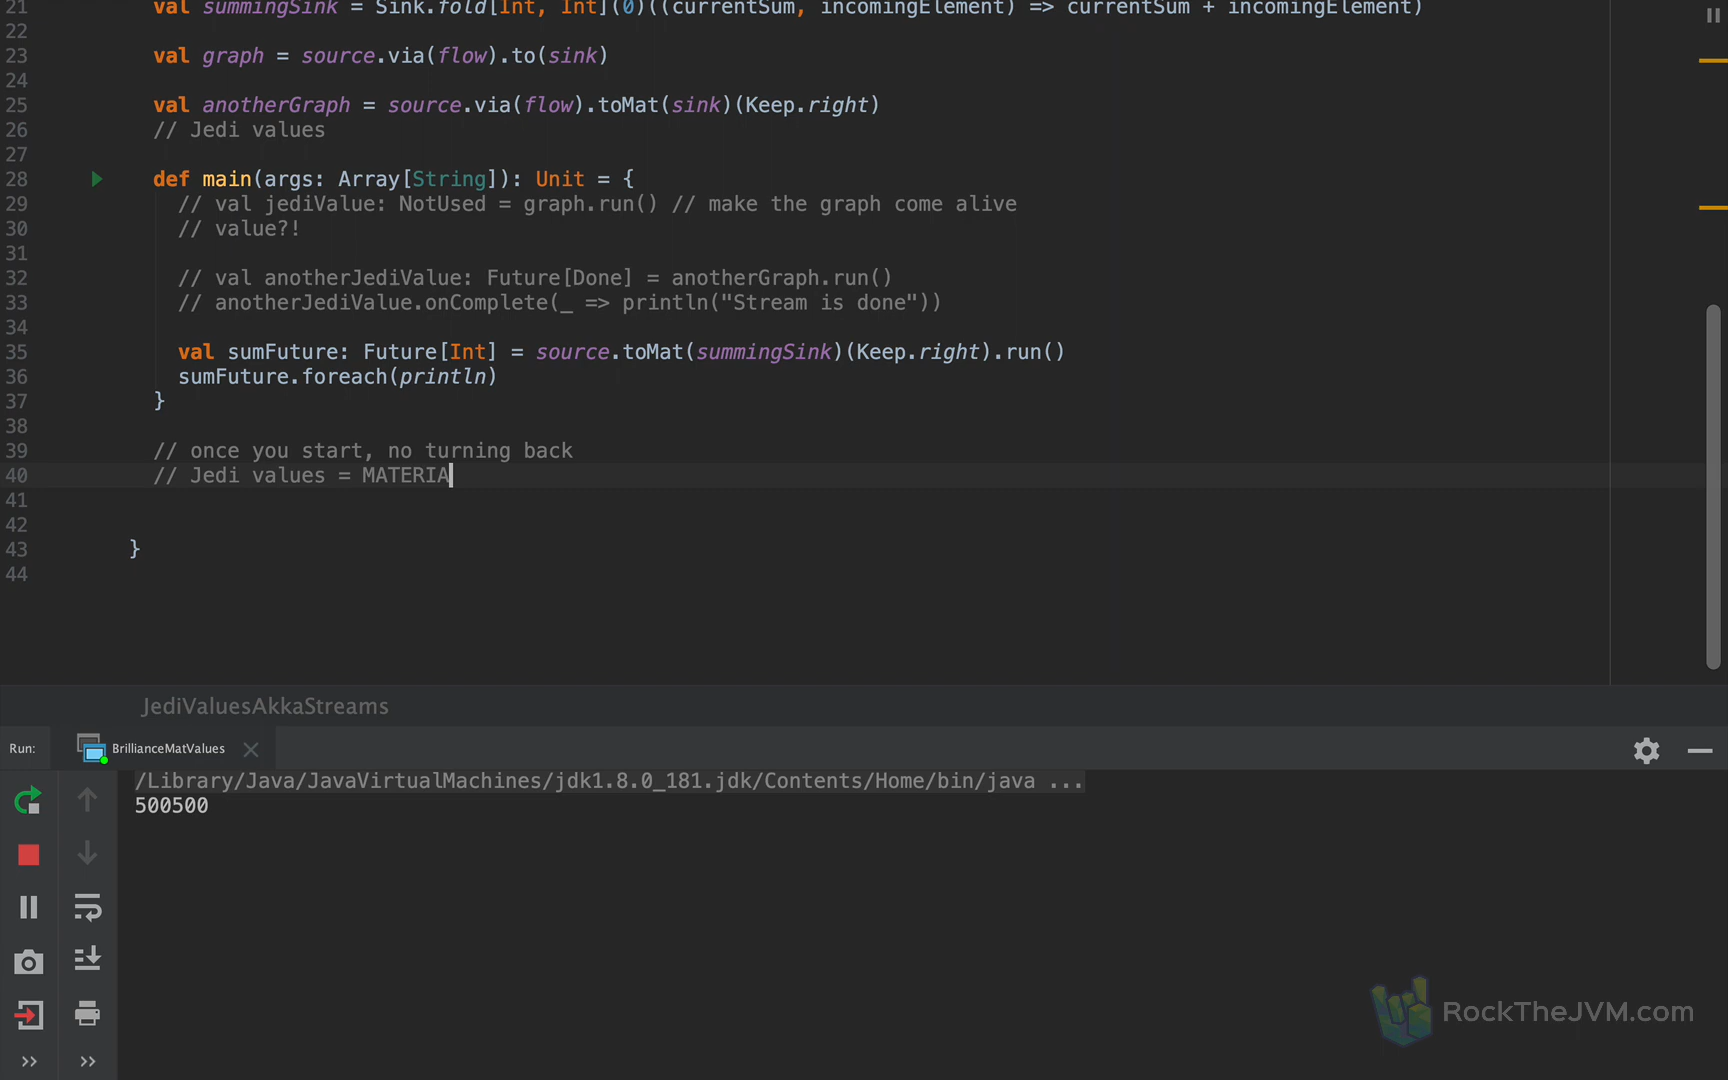 21 val summingSink = Sink.fold[Int, Int](0)((currentSum, incomingElement) => currentSum + incomingElement)
22
23 val graph = source.via(flow).to(sink)
24
25 val anotherGraph = source.via(flow).toMat(sink)(Keep.right)
26 // Jedi values
27
28 def main(args: Array[String]): Unit = {
29 // val jediValue: NotUsed = graph.run() // make the graph come alive
30 // value?!
31
32 // val anotherJediValue: Future[Done] = anotherGraph.run()
33 // anotherJediValue.onComplete(_ => println("Stream is done"))
34
35 val sumFuture: Future[Int] = source.toMat(summingSink)(Keep.right).run()
36 sumFuture.foreach(println)
37 }
38
39 // once you start, no turning back
40 // Jedi values = MATERIA
41
42
43 }
44
JediValuesAkkaStreams
Run: BrillianceMatValues
/Library/Java/JavaVirtualMachines/jdk1.8.0_181.jdk/Contents/Home/bin/java ...
500500
RockTheJVM.com